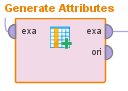 Generate Attributes
exa exa
ori